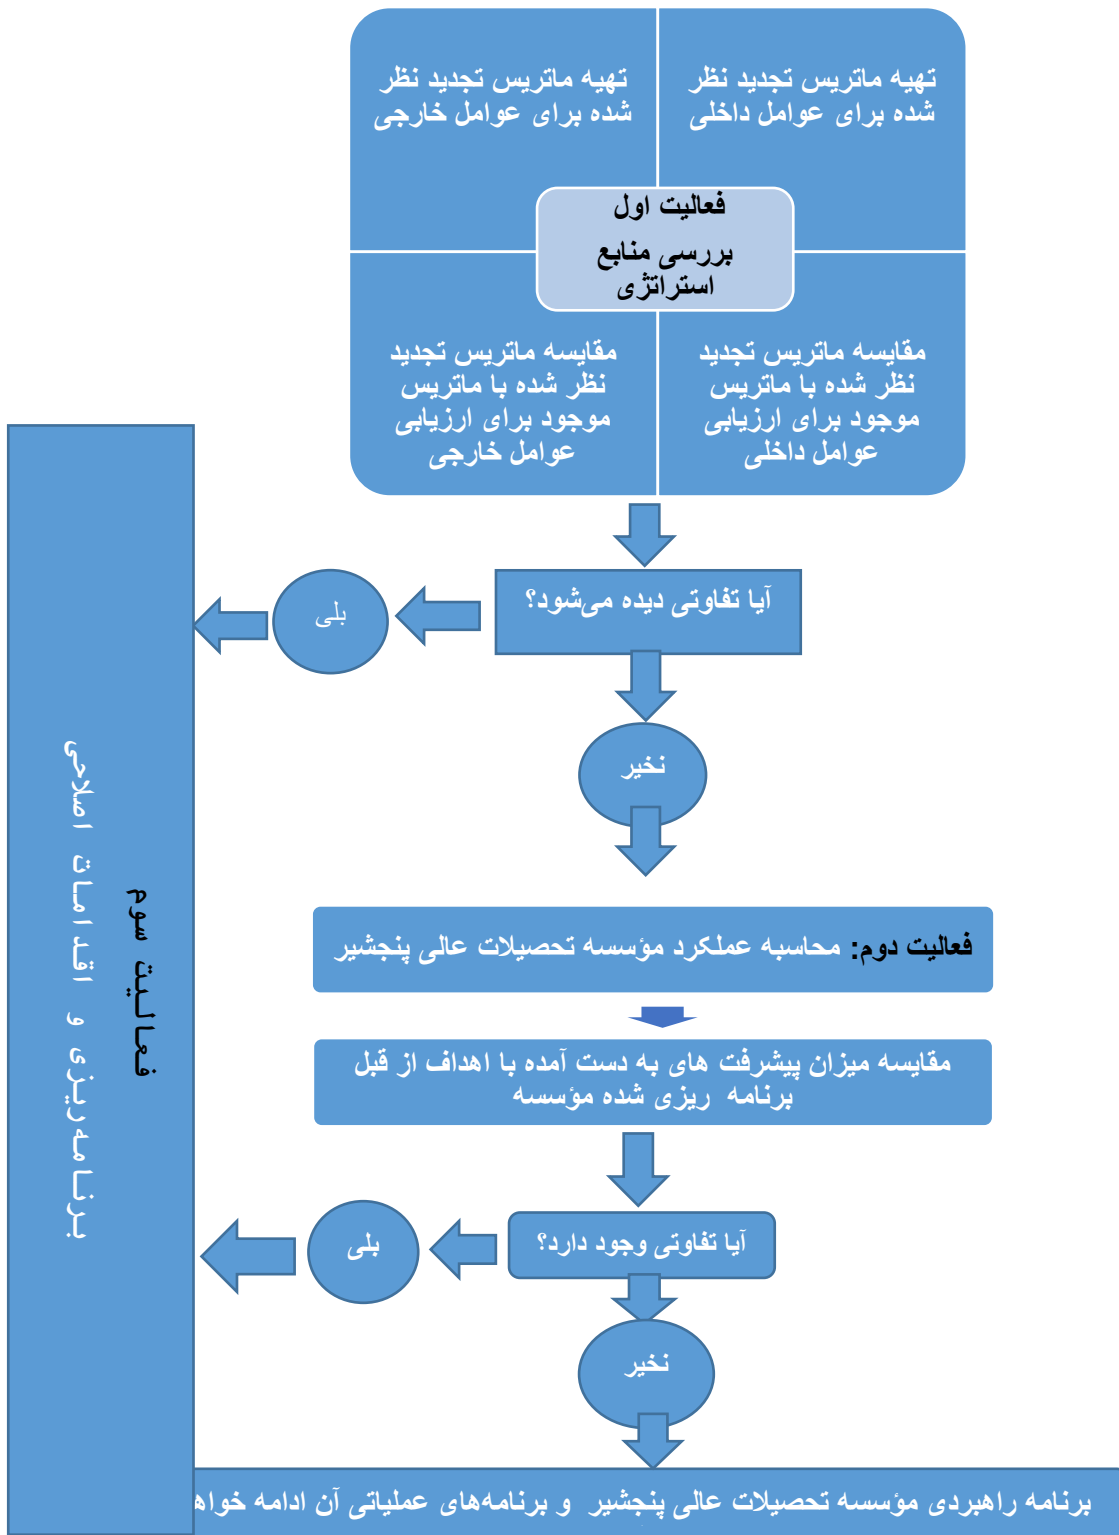 تهیه ماتریس تجدید نظر
شده برای عوامل داخلی
تهیه ماتریس تجدید نظر
شده برای عوامل خارجی
فعالیت اول
بررسی منابع
استراتژی
مقایسه ماتریس تجدید
نظر شده با ماتریس
موجود برای ارزیابی
عوامل داخلی
مقایسه ماتریس تجدید
نظر شده با ماتریس
موجود برای ارزیابی
عوامل خارجی
آیا تفاوتی دیده می‌شود؟
بلی
نخیر
فعالیت دوم: محاسبه عملکرد مؤسسه تحصیلات عالی پنجشیر
مقایسه میزان پیشرفت های به دست آمده با اهداف از قبل
برنامه ریزی شده مؤسسه
آیا تفاوتی وجود دارد؟
بلی
نخیر
فعالیت سوم
برنامه‌ریزی و اقدامات اصلاحی
برنامه راهبردی مؤسسه تحصیلات عالی پنجشیر و برنامه‌های عملیاتی آن ادامه خواه